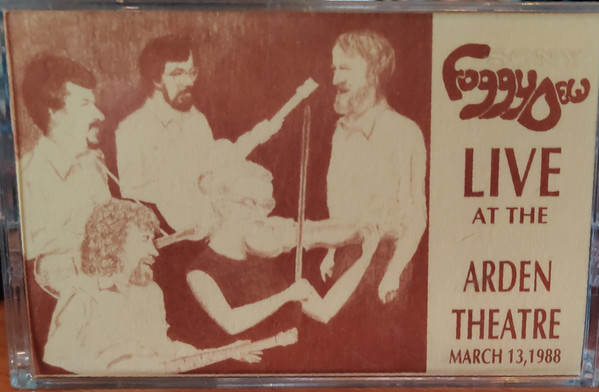 Foggy Dew
LIVE
AT THE
ARDEN
THEATRE
MARCH 13,1988